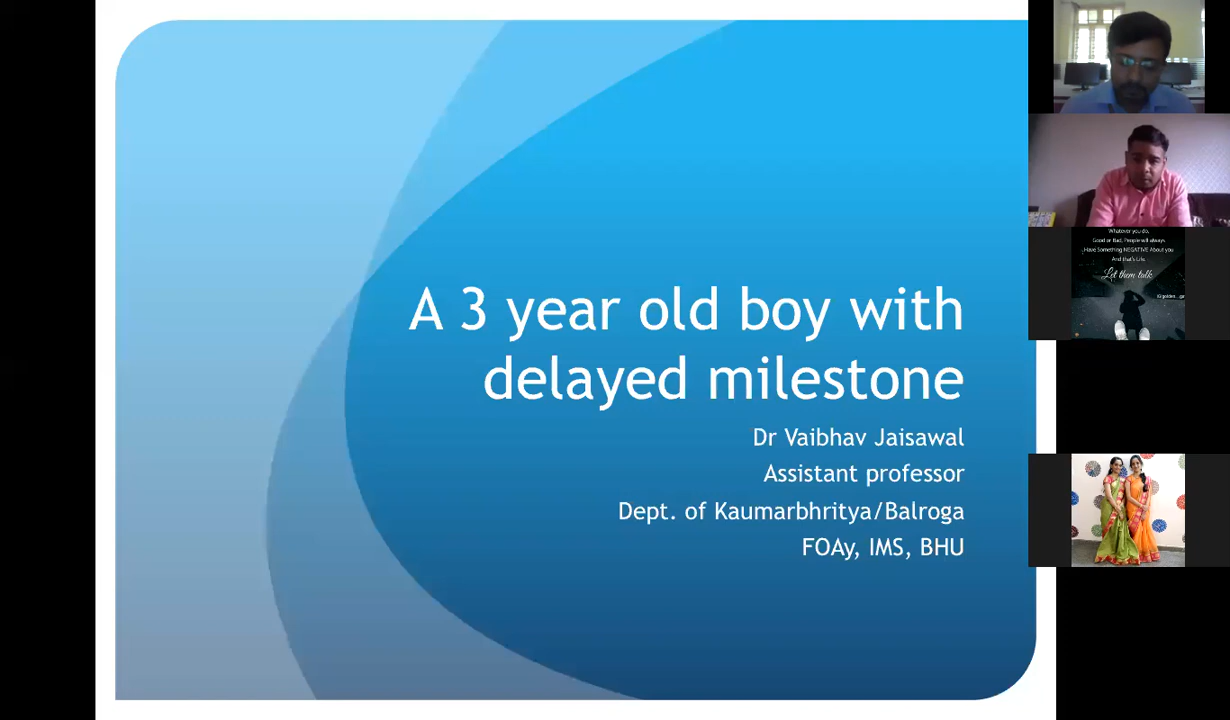 A 3 year old boy with
delayed milestone
Dr Vaibhav Jaisawal
Assistant professor
Dept. of Kaumarbhritya/Balroga
FOAy, IMS, BHU
Whatever you do,
Good or Bad, People will always
Have Something NEGATIVE About you
And that's Life
Let them talk